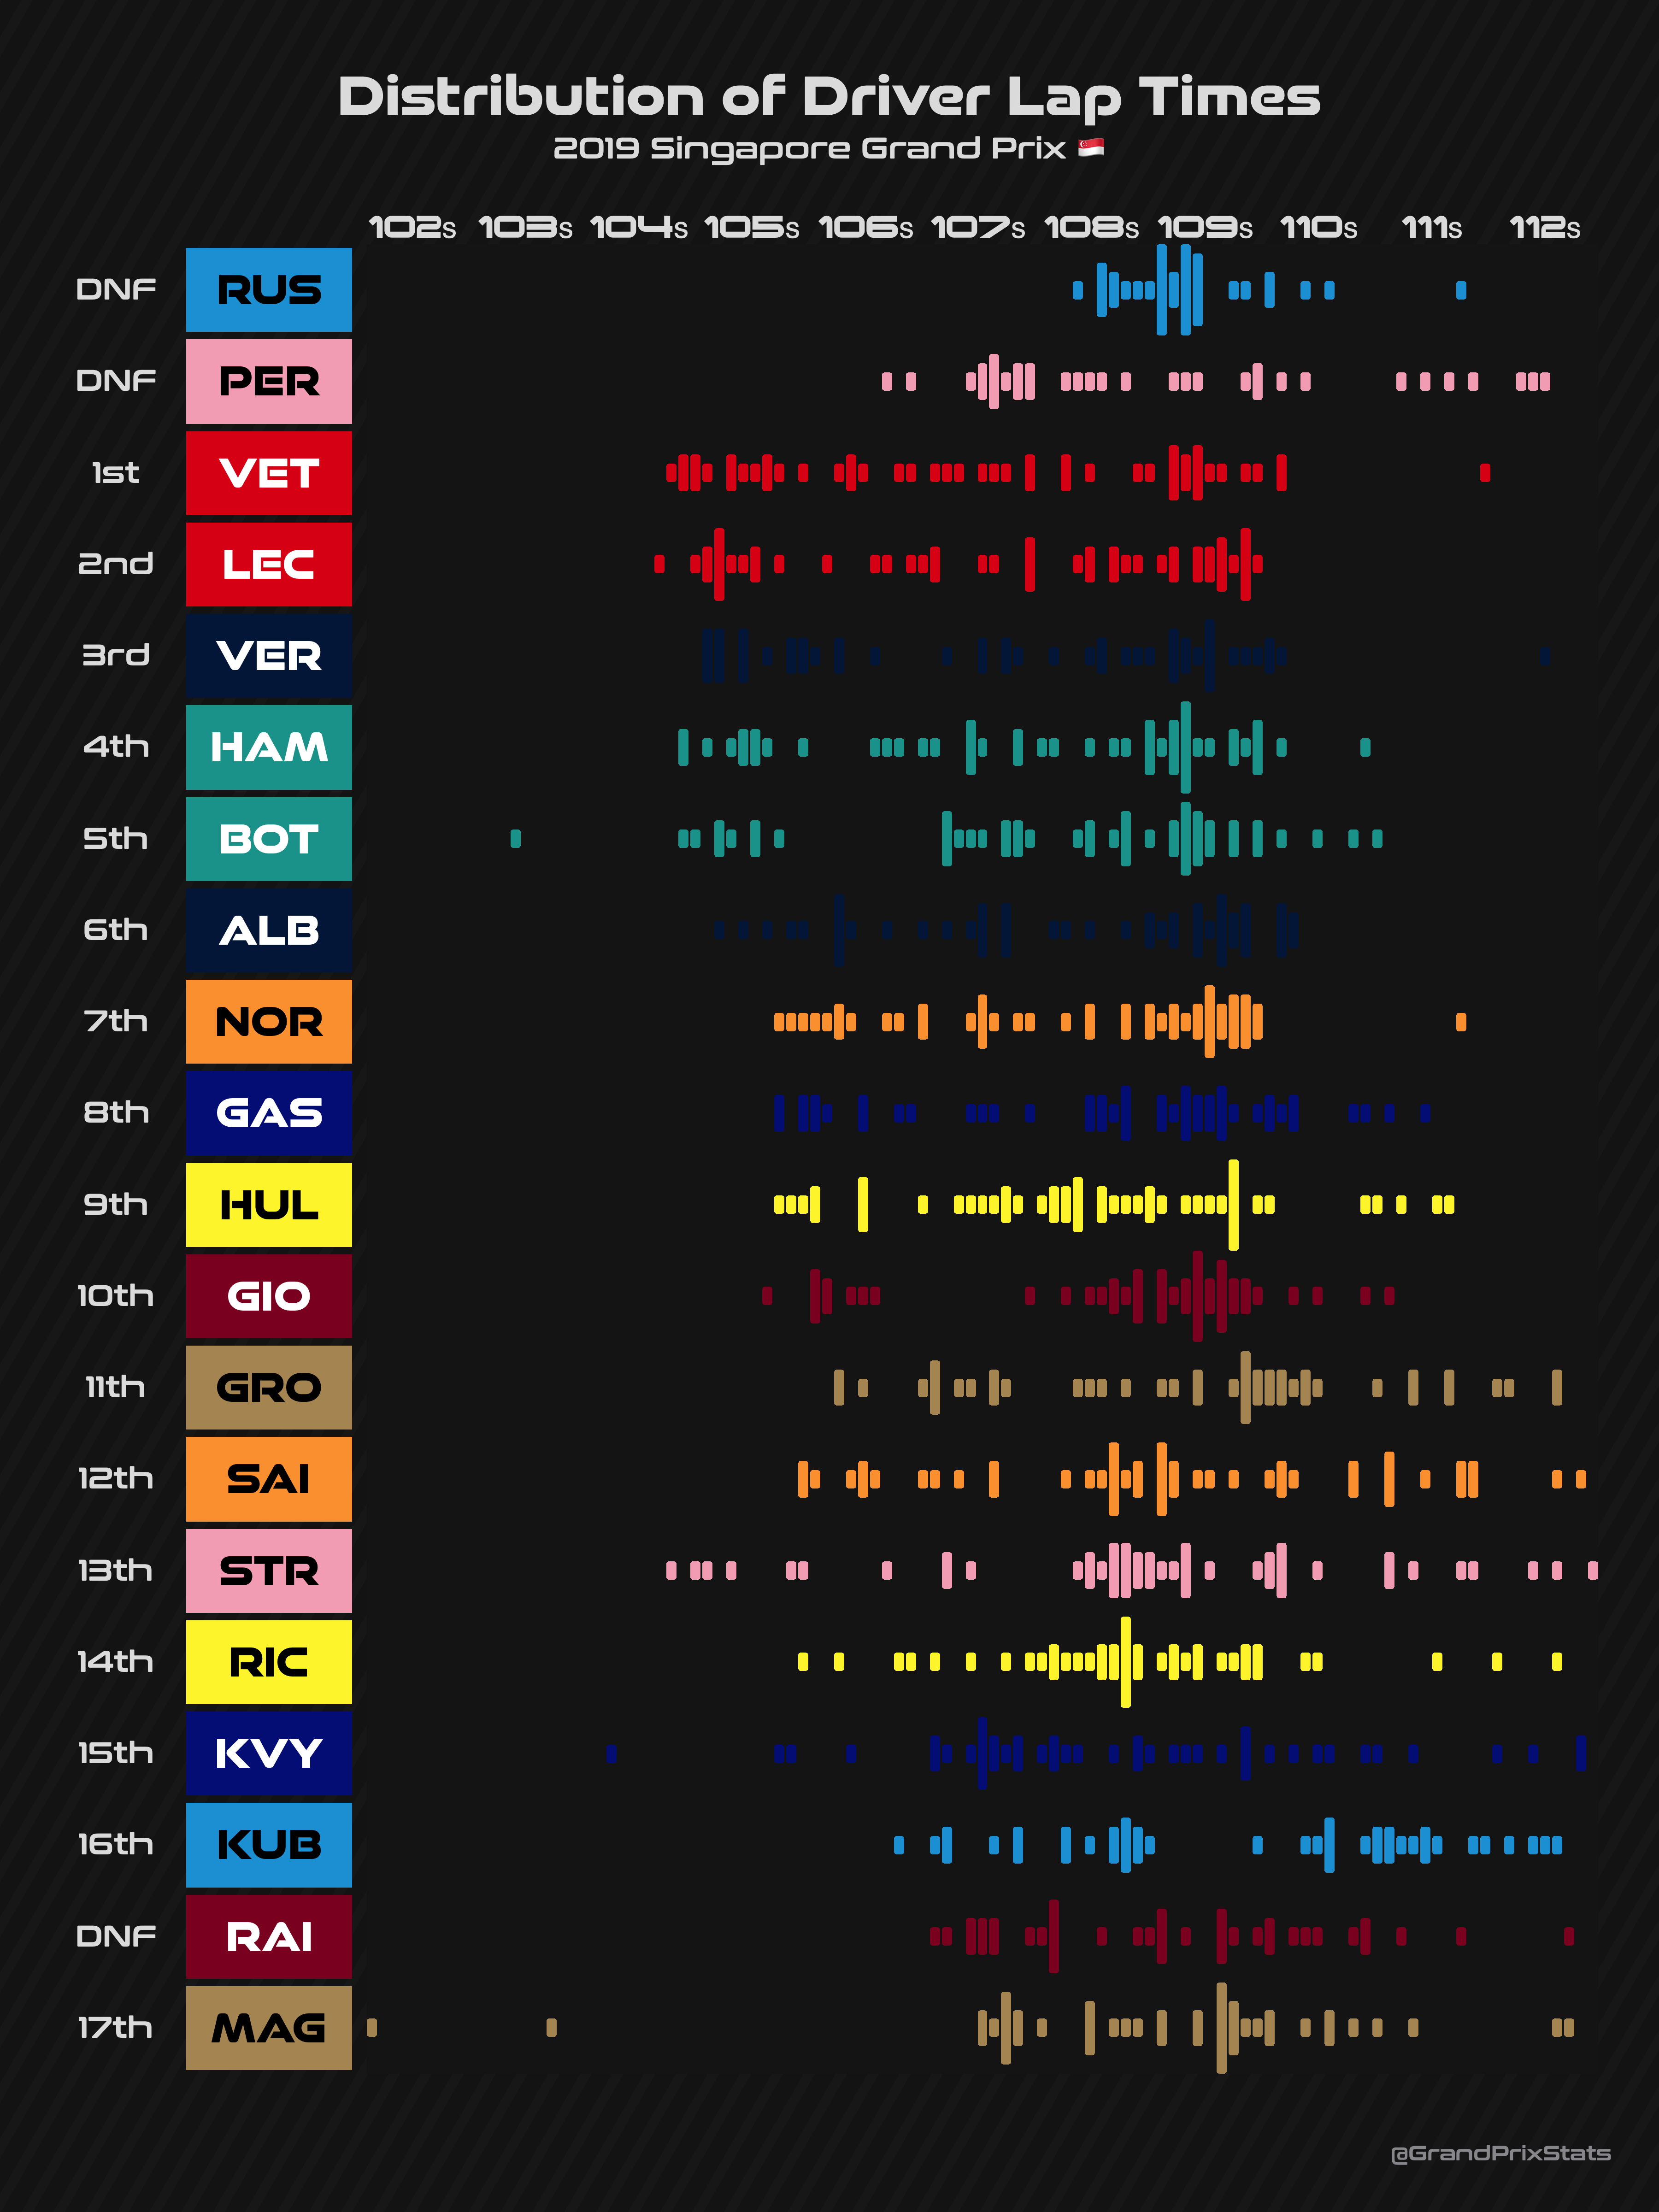 Distribution of Driver Lap Times
2019 Singapore Grand Prix 🇸🇬
102s 103s 104s 105s 106s 107s 108s 109s 110s 111s 112s
DNF RUS
DNF PER
1st VET
2nd LEC
3rd VER
4th HAM
5th BOT
6th ALB
7th NOR
8th GAS
9th HUL
10th GIO
11th GRO
12th SAI
13th STR
14th RIC
15th KVY
16th KUB
DNF RAI
17th MAG
@GrandPrixStats